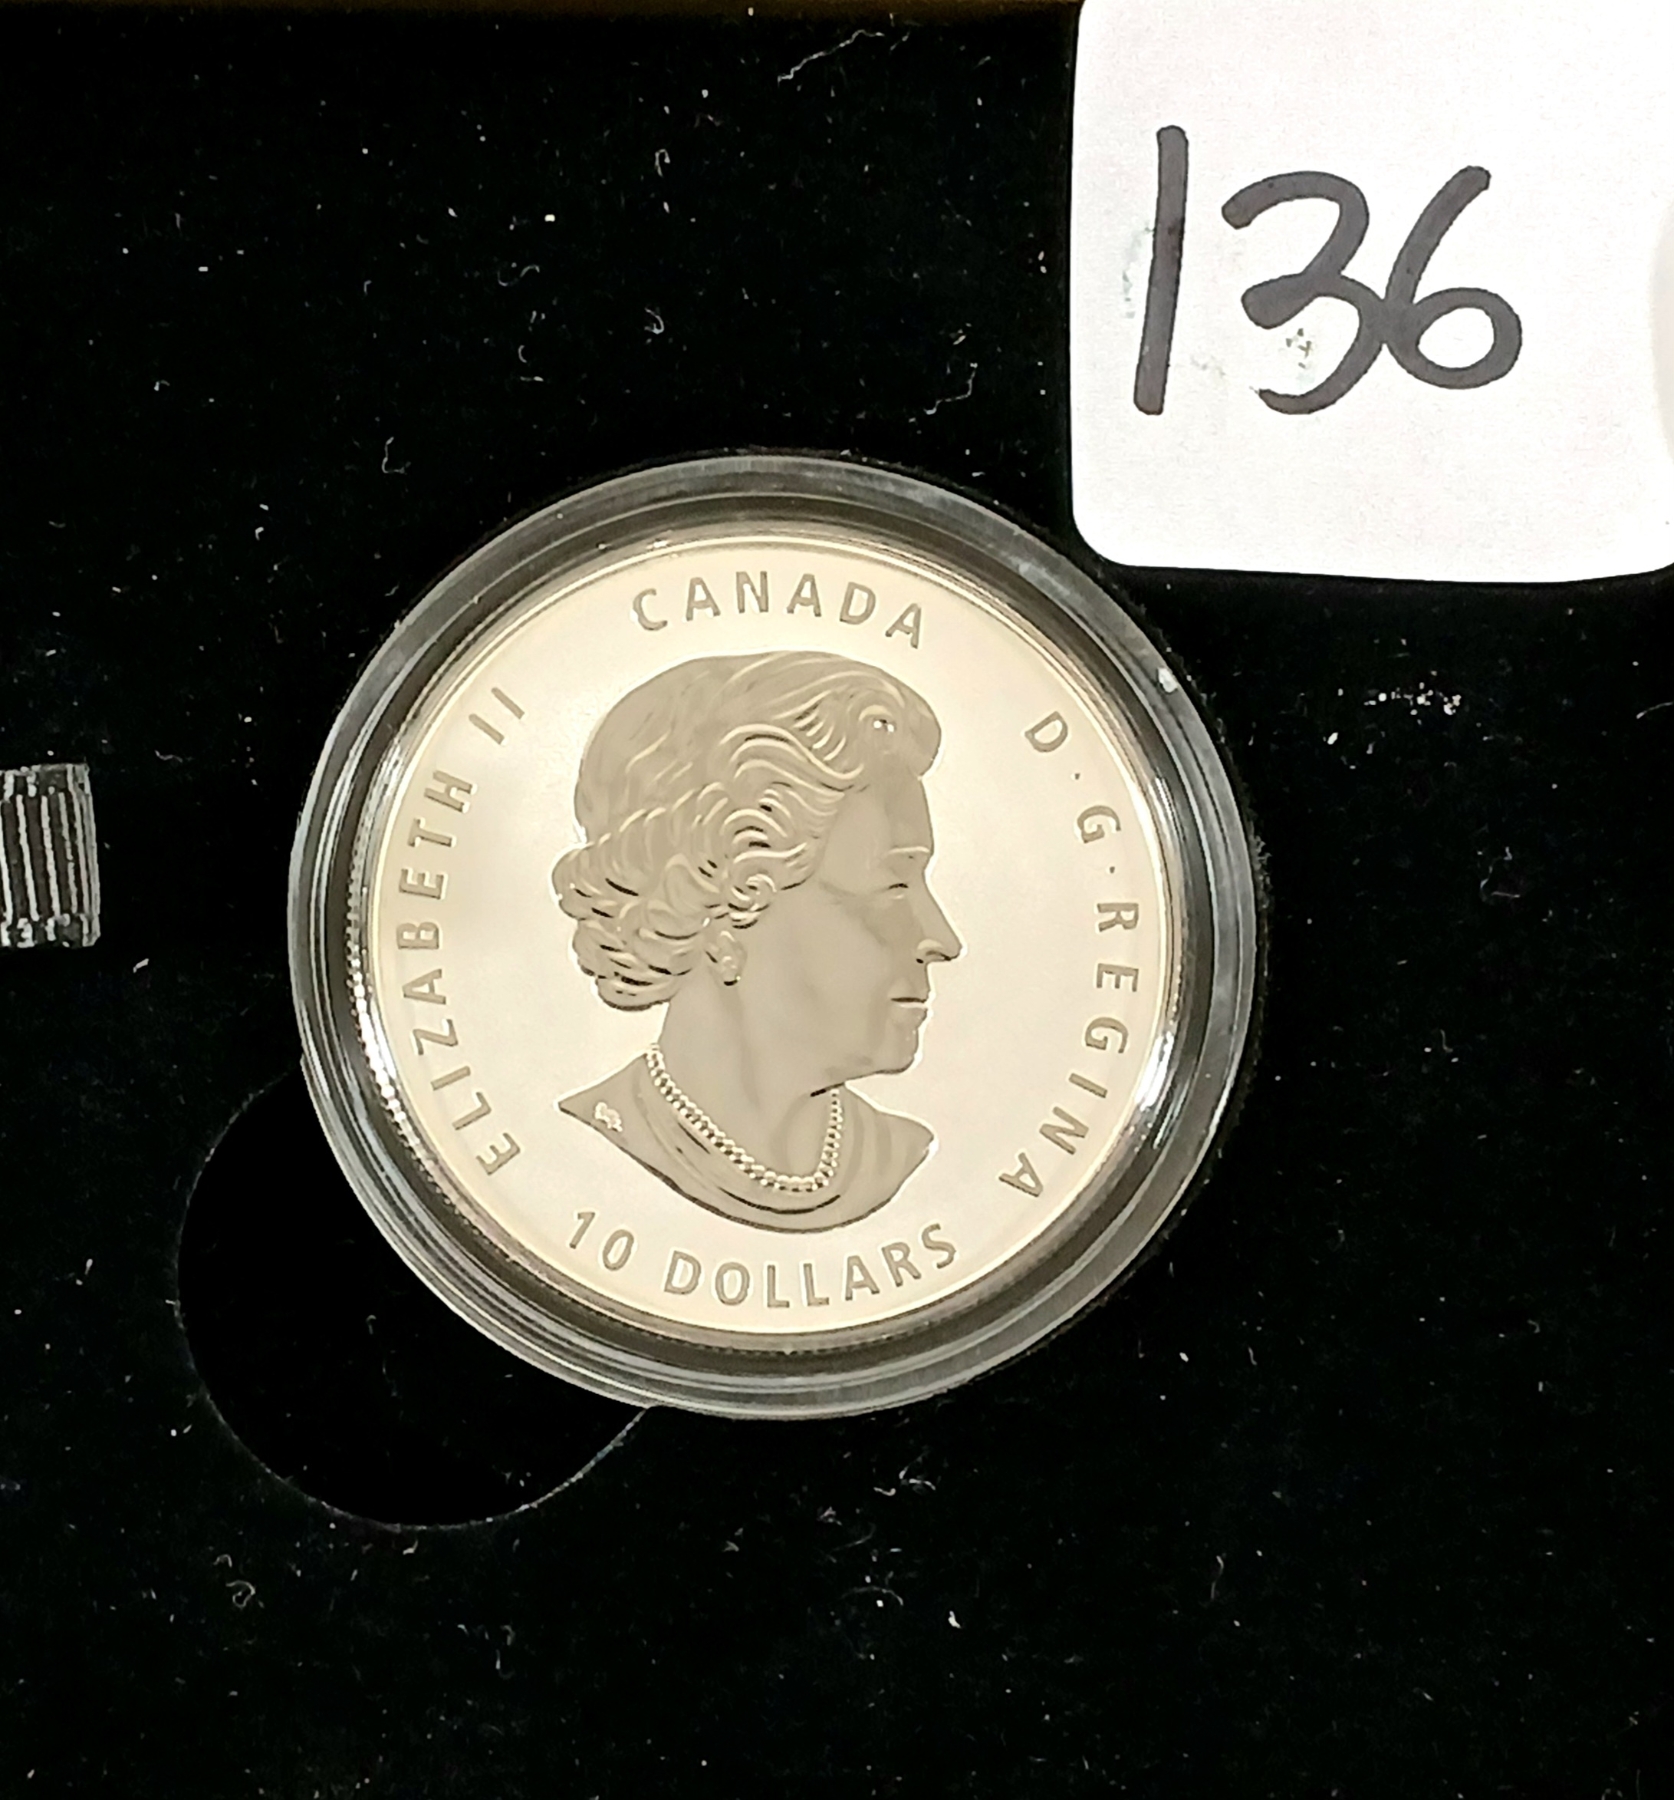 136
CANADA
ELIZABETH II
D·G·REGINA
10 DOLLARS